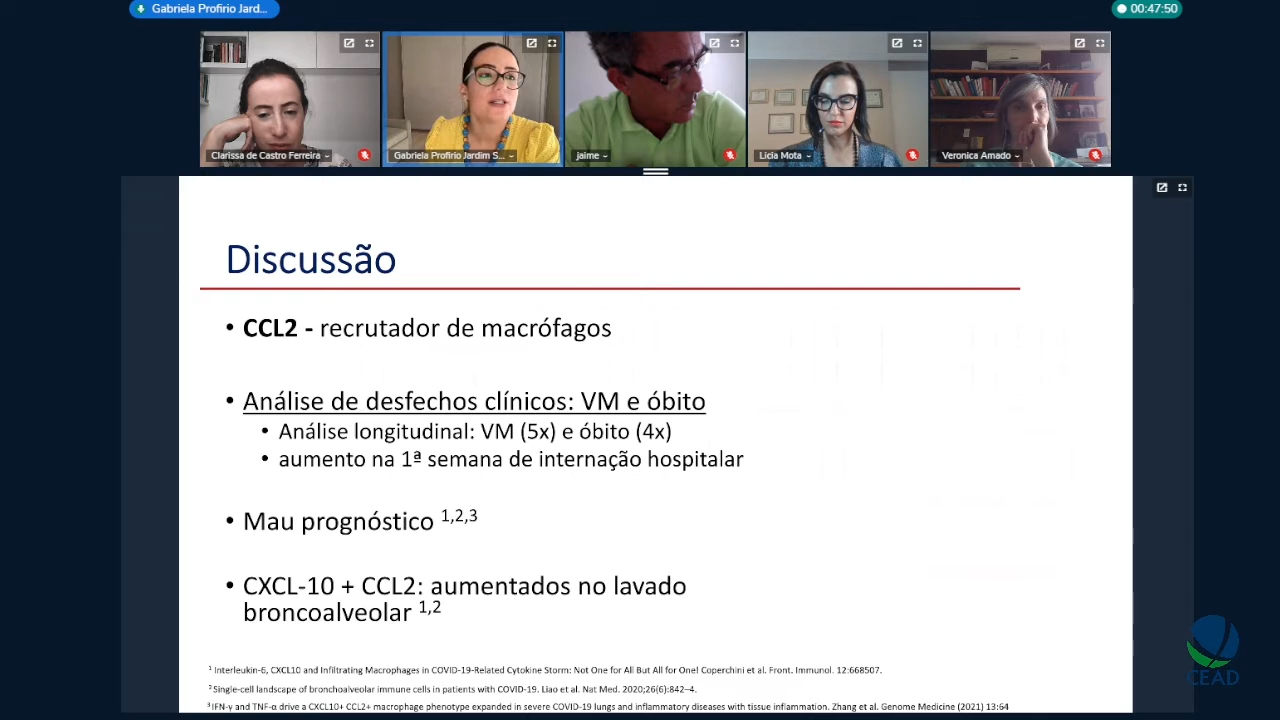 Gabriela Profirio Jard...
00:47:50
Clarissa de Castro Ferreira
Gabriela Profirio Jardim S...
jaime
Licia Mota
Veronica Amado
Discussão
• CCL2 - recrutador de macrófagos
• Análise de desfechos clínicos: VM e óbito
• Análise longitudinal: VM (5x) e óbito (4x)
• aumento na 1ª semana de internação hospitalar
• Mau prognóstico 1,2,3
• CXCL-10 + CCL2: aumentados no lavado
broncoalveolar 1,2
1 Interleukin-6, CXCL10 and Infiltrating Macrophages in COVID-19-Related Cytokine Storm: Not One for All But All for One! Coperchini et al. Front. Immunol. 12:668507.
2 Single-cell landscape of bronchoalveolar immune cells in patients with COVID-19. Liao et al. Nat Med. 2020;26(6):842–4.
3 IFN-γ and TNF-α drive a CXCL10+ CCL2+ macrophage phenotype expanded in severe COVID-19 lungs and inflammatory diseases with tissue inflammation. Zhang et al. Genome Medicine (2021) 13:64
CEAD